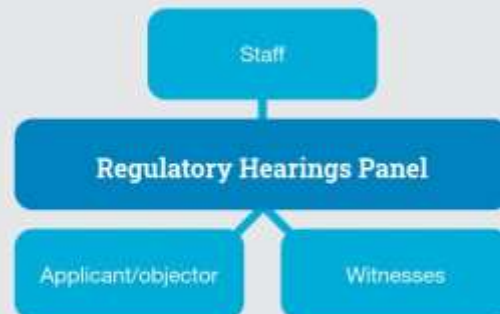 Staff
Regulatory Hearings Panel
Applicant/objector
Witnesses